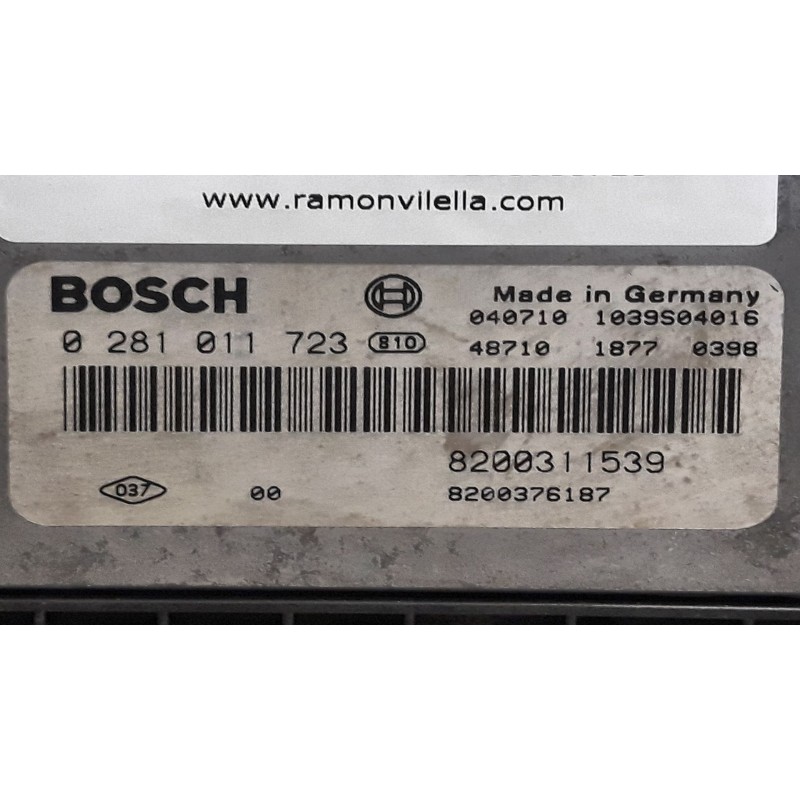 www.ramonvilella.com
BOSCH
Made in Germany
040710 1039S04016
0 281 011 723 810
48710 1877 0398
8200311539
037 00
8200376187